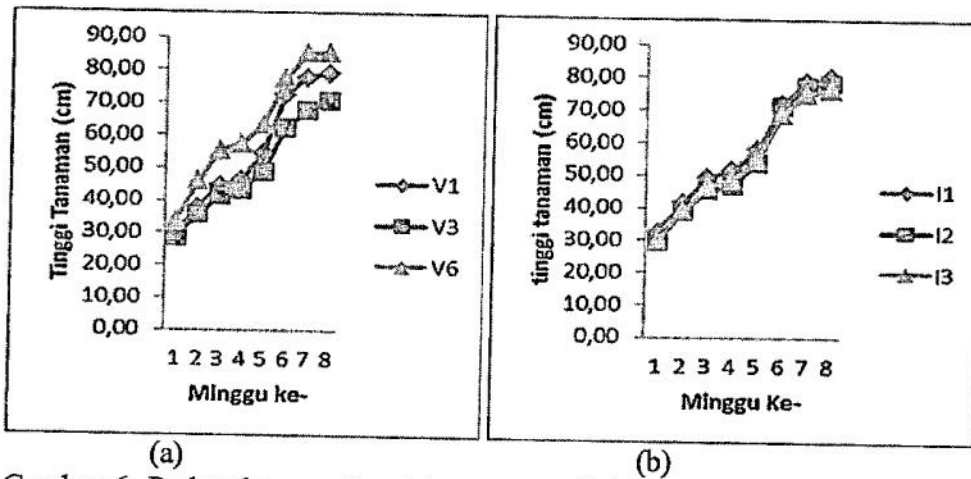 90,00
80,00
70,00
60,00
50,00
40,00
30,00
20,00
10,00
0,00
Tinggi Tanaman (cm)
1 2 3 4 5 6 7 8
Minggu ke-
V1
V3
V6
(a)
90,00
80,00
70,00
60,00
50,00
40,00
30,00
20,00
10,00
0,00
tinggi tanaman (cm)
1 2 3 4 5 6 7 8
Minggu Ke-
I1
I2
I3
(b)